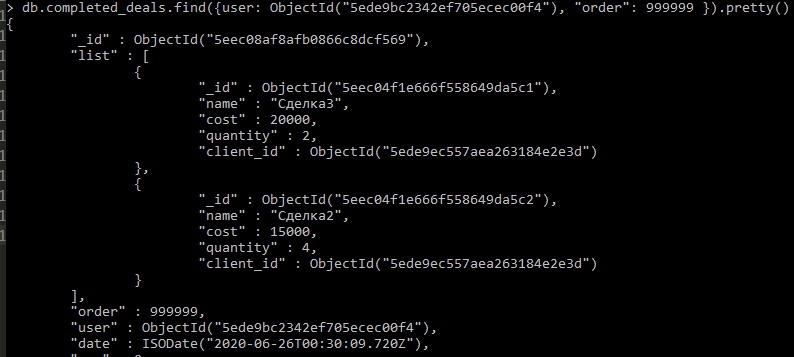 > db.completed_deals.find({user: ObjectId("5ede9bc2342ef705ecec00f4"), "order": 999999 }).pretty()
{
"_id" : ObjectId("5eec08af8afb0866c8dcf569"),
"list" : [
{
"_id" : ObjectId("5eec04f1e666f558649da5c1"),
"name" : "Сделка3",
"cost" : 20000,
"quantity" : 2,
"client_id" : ObjectId("5ede9ec557aea263184e2e3d")
},
{
"_id" : ObjectId("5eec04f1e666f558649da5c2"),
"name" : "Сделка2",
"cost" : 15000,
"quantity" : 4,
"client_id" : ObjectId("5ede9ec557aea263184e2e3d")
}
],
"order" : 999999,
"user" : ObjectId("5ede9bc2342ef705ecec00f4"),
"date" : ISODate("2020-06-26T00:30:09.720Z"),